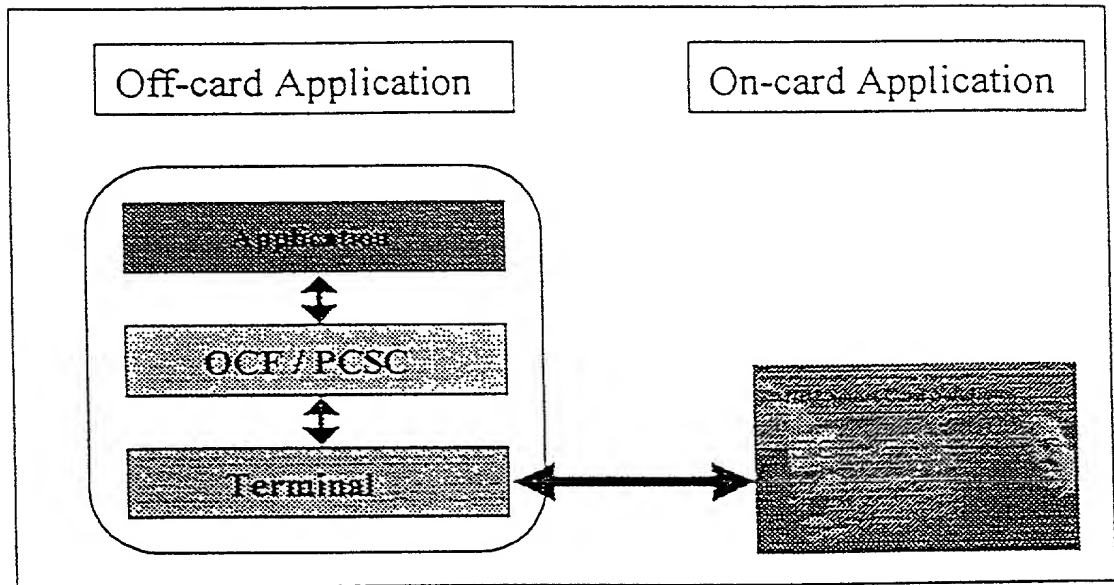 Off-card Application
On-card Application
Application
OCF / PCSC
Terminal